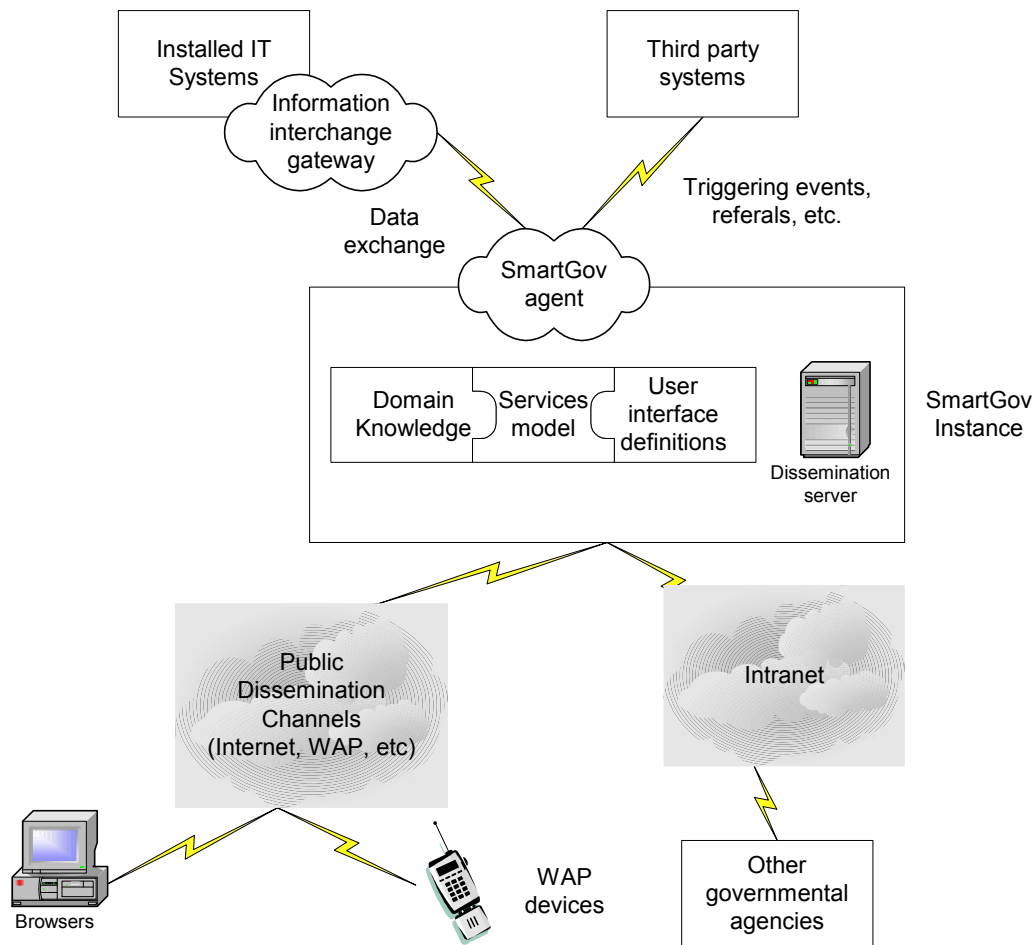 Installed IT
Systems
Third party
systems
Information
interchange
gateway
Data
exchange
Triggering events,
referrals, etc.
SmartGov
agent
Domain
Knowledge
Services
model
User
interface
definitions
Dissemination
server
SmartGov
Instance
Public
Dissemination
Channels
(Internet, WAP, etc)
Intranet
Browsers
WAP
devices
Other
governmental
agencies